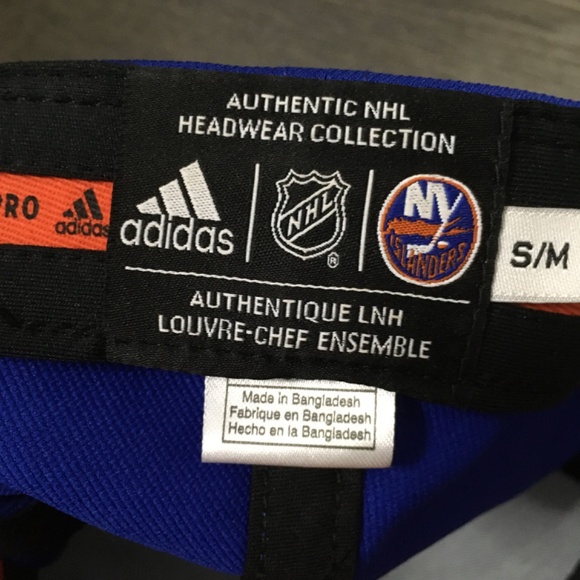 AUTHENTIC NHL
HEADWEAR COLLECTION
PRO adidas
adidas
NHL
®
NY
ISLANDERS
S/M
AUTHENTIQUE LNH
LOUVRE-CHEF ENSEMBLE
Made in Bangladesh
Fabrique en Bangladesh
Hecho en la Bangladesh